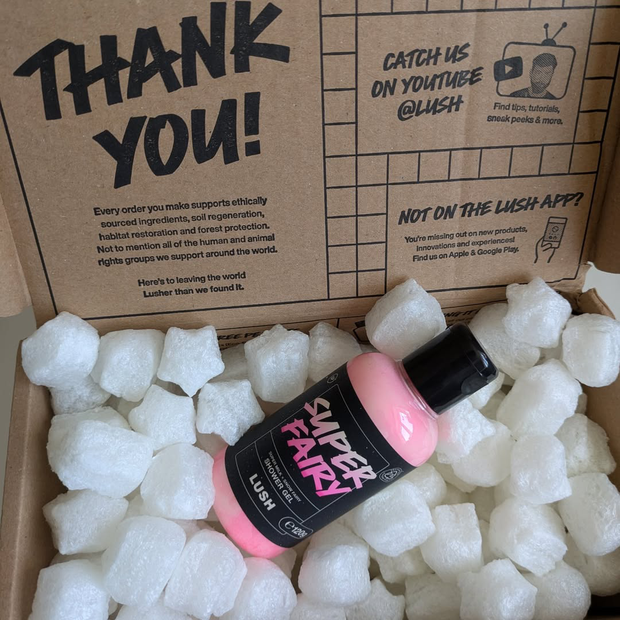 THANK
YOU!
Every order you make supports ethically
sourced ingredients, soil regeneration,
habitat restoration and forest protection.
Not to mention all of the human and animal
rights groups we support around the world.
Here's to leaving the world
Lusher than we found it.
CATCH US
ON YOUTUBE
@LUSH
Find tips, tutorials,
sneak peeks & more.
NOT ON THE LUSH APP?
You're missing out on new products,
innovations and experiences!
Find us on Apple & Google Play.
SUPER
FAIRY
SHOWER GEL
LUSH
℮120g